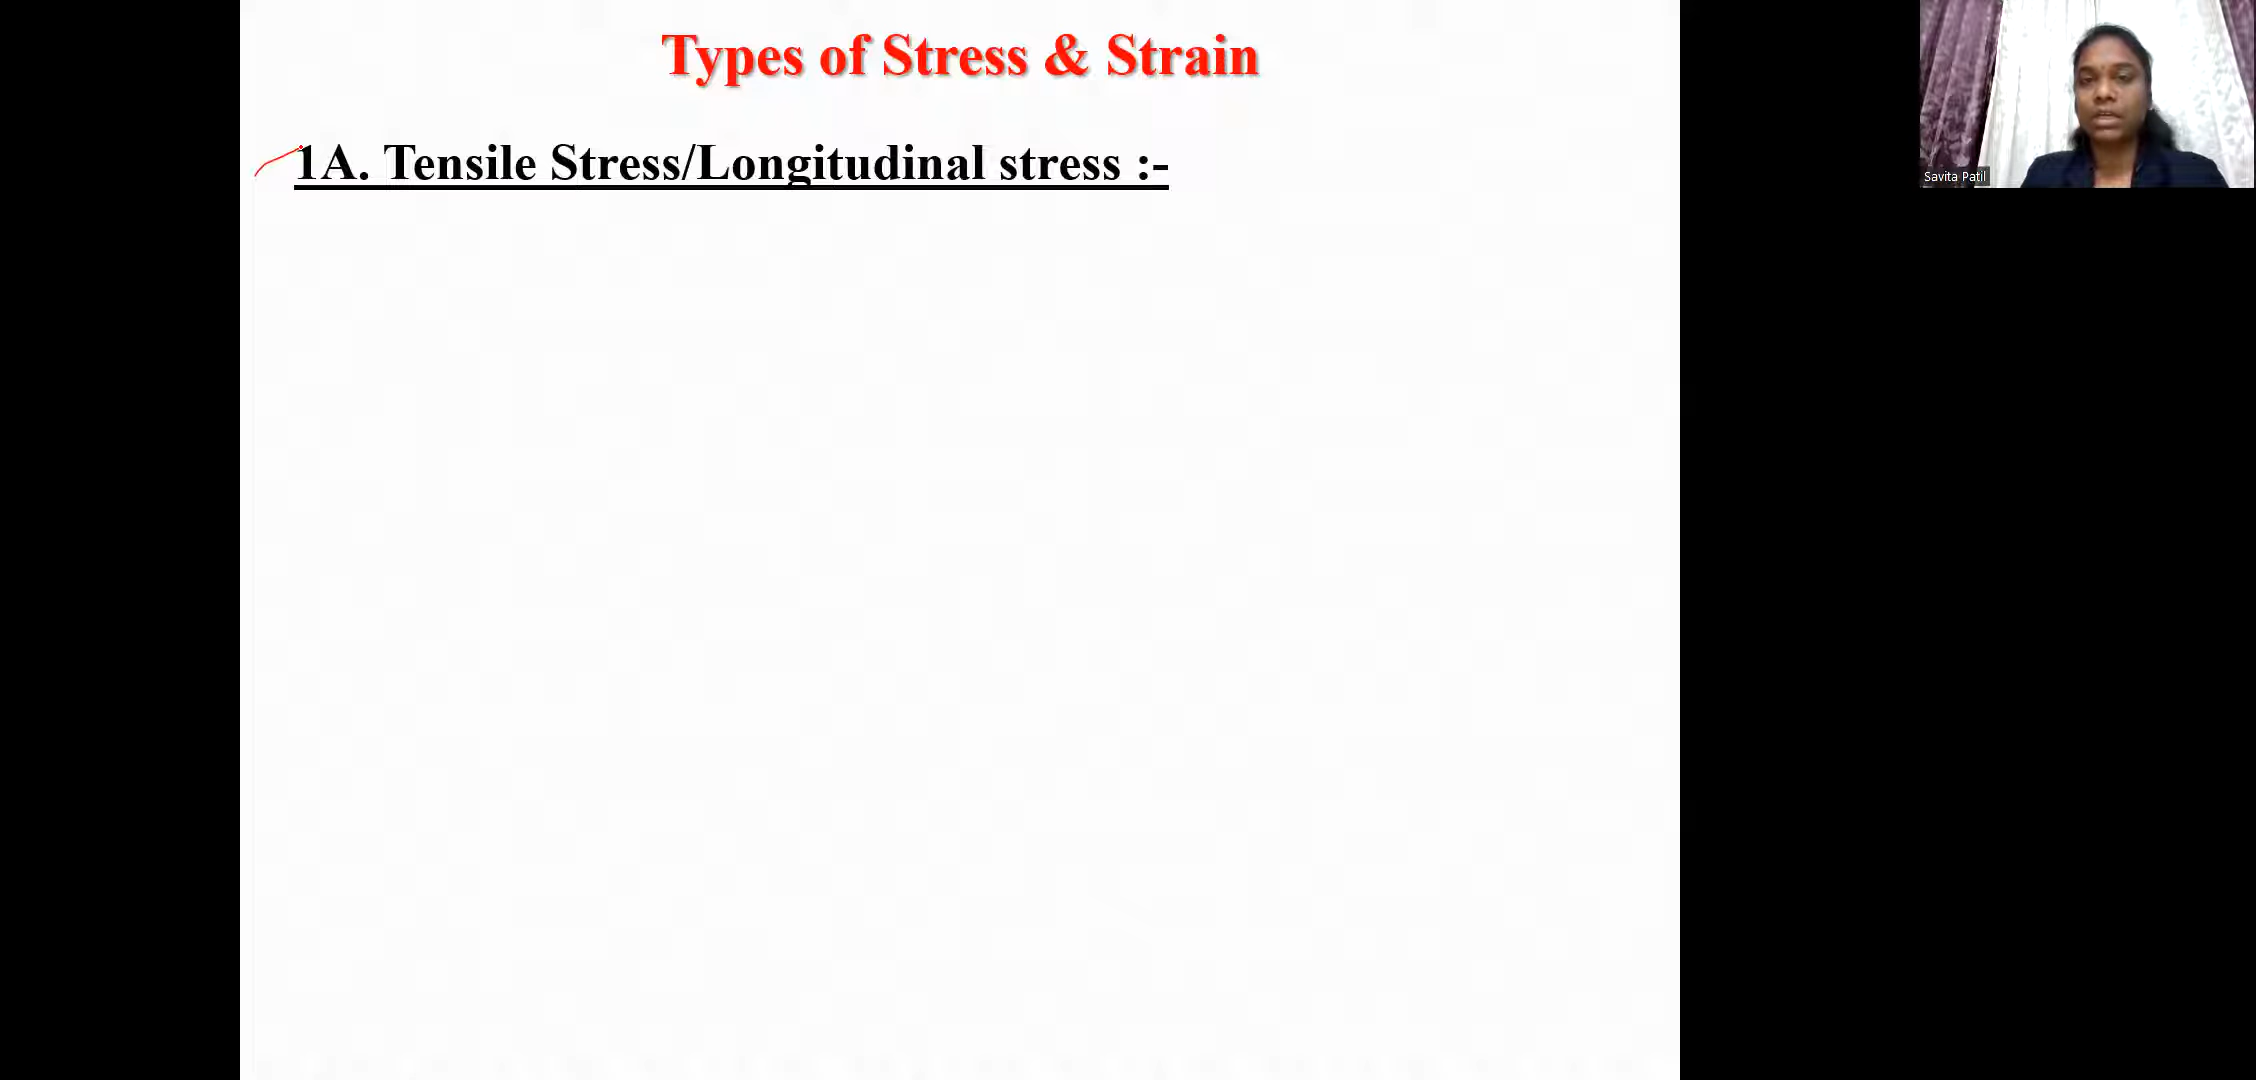 Types of Stress & Strain
1A. Tensile Stress/Longitudinal stress :-
Savita Patil